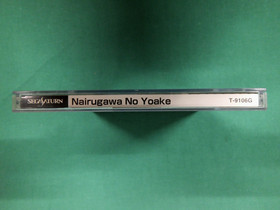 SEGA SATURN Nairugawa No Yoake T-9106G